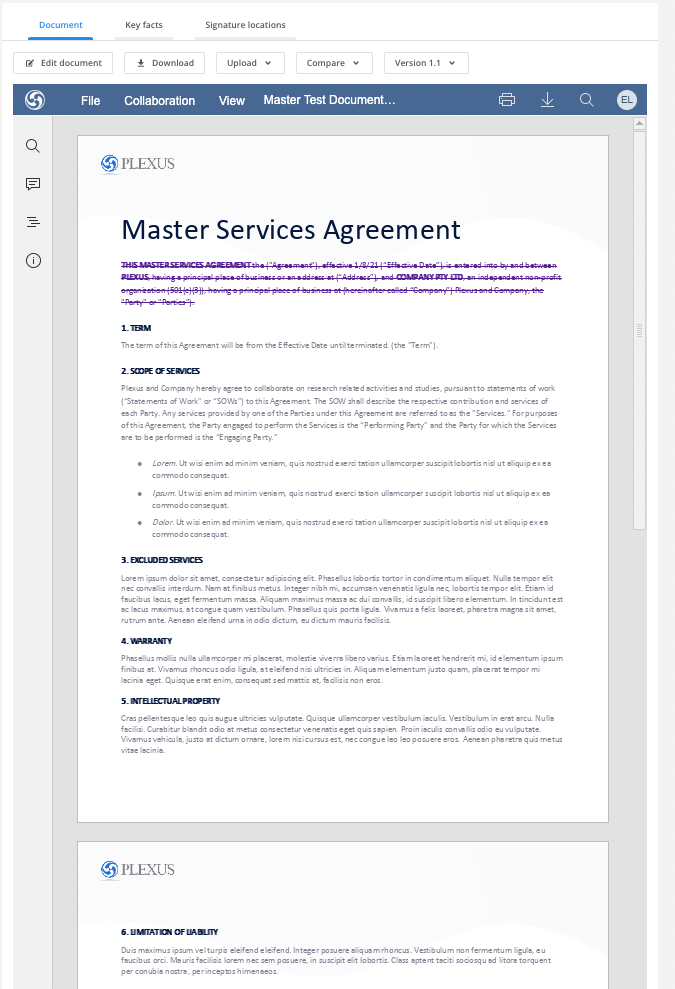 Document Key facts Signature locations
Edit document Download Upload Compare Version 1.1
File Collaboration View Master Test Document... EL
PLEXUS
Master Services Agreement
THIS MASTER SERVICES AGREEMENT the ("Agreement"), effective 1/8/21 ("Effective Date"), is entered into by and between
PLEXUS, having a principal place of business or an address at ("Address"), and COMPANY PTY LTD, an independent non-profit
organization (501(c)(3)), having a principal place of business at (hereinafter called "Company") Plexus and Company, the
"Party" or "Parties").
1. TERM
The term of this Agreement will be from the Effective Date until terminated. (the "Term").
2. SCOPE OF SERVICES
Plexus and Company hereby agree to collaborate on research related activities and studies, pursuant to statements of work
("Statements of Work" or "SOWs") to this Agreement. The SOW shall describe the respective contribution and services of
each Party. Any services provided by one of the Parties under this Agreement are referred to as the "Services." For purposes
of this Agreement, the Party engaged to perform the Services is the "Performing Party" and the Party for which the Services
are to be performed is the "Engaging Party."
• Lorem. Ut wisi enim ad minim veniam, quis nostrud exerci tation ullamcorper suscipit lobortis nisl ut aliquip ex ea
commodo consequat.
• Ipsum. Ut wisi enim ad minim veniam, quis nostrud exerci tation ullamcorper suscipit lobortis nisl ut aliquip ex ea
commodo consequat.
• Dolor. Ut wisi enim ad minim veniam, quis nostrud exerci tation ullamcorper suscipit lobortis nisl ut aliquip ex ea
commodo consequat.
3. EXCLUDED SERVICES
Lorem ipsum dolor sit amet, consectetur adipiscing elit. Phasellus lobortis tortor in condimentum aliquet. Nulla tempor elit
nec convallis interdum. Nam at finibus metus. Integer nibh mi, accumsan venenatis ligula nec, lobortis tempor elit. Etiam id
faucibus lacus, eget fermentum massa. Aliquam maximus massa ac dui convallis, id suscipit libero elementum. In tincidunt est
ac lacus maximus, at congue quam vestibulum. Phasellus quis porta ligula. Vivamus a felis laoreet, pharetra magna sit amet,
rutrum ante. Aenean eleifend urna in odio dictum, eu dictum mauris facilisis.
4. WARRANTY
Phasellus mollis nulla ullamcorper mi placerat, molestie viverra libero varius. Etiam laoreet hendrerit mi, id elementum ipsum
finibus at. Vivamus rhoncus odio ligula, at eleifend nisi ultricies in. Aliquam elementum justo quam, placerat tempor mi
lacinia eget. Quisque erat enim, consequat sed mattis at, facilisis non eros.
5. INTELLECTUAL PROPERTY
Cras pellentesque leo quis augue ultricies vulputate. Quisque ullamcorper vestibulum iaculis. Vestibulum in erat arcu. Nulla
facilisi. Curabitur blandit odio at metus consectetur venenatis eget quis sapien. Proin iaculis convallis odio eu vulputate.
Vivamus vehicula, justo at dictum ornare, lorem nisi cursus est, nec congue leo leo posuere eros. Aenean pharetra quis metus
vitae lacinia.
PLEXUS
6. LIMITATION OF LIABILITY
Duis maximus ipsum vel turpis eleifend eleifend. Integer posuere aliquam rhoncus. Vestibulum non fermentum ligula, eu
faucibus orci. Mauris facilisis lorem nec sem posuere, in suscipit elit lobortis. Class aptent taciti sociosqu ad litora torquent
per conubia nostra, per inceptos himenaeos.